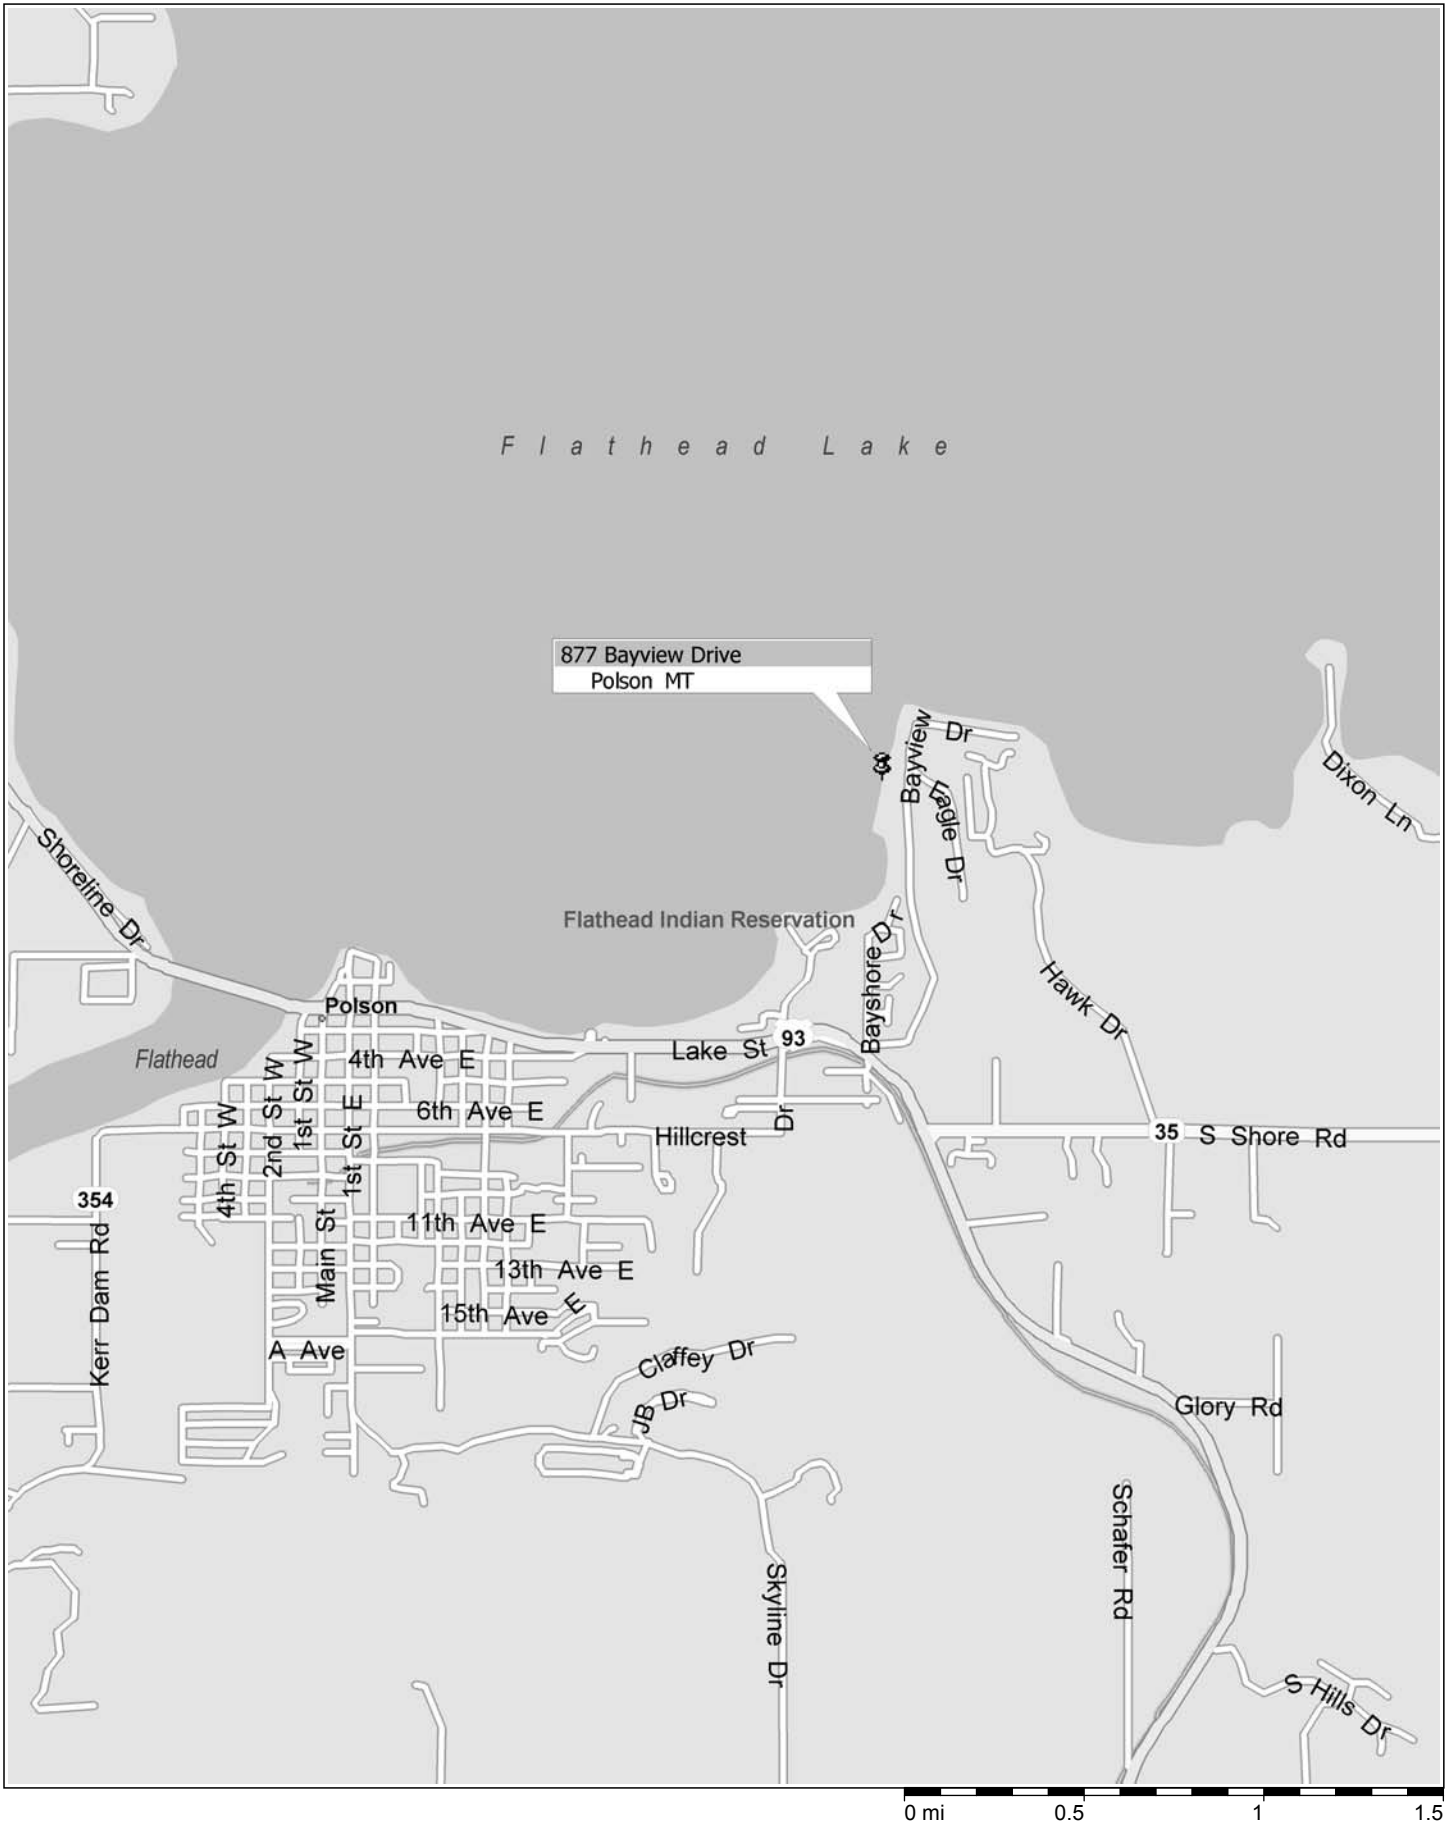 Flathead Lake
877 Bayview Drive
Polson MT
Bayview Dr
Eagle Dr
Dixon Ln
Shoreline Dr
Flathead Indian Reservation
Bayshore Dr
Hawk Dr
Polson
93
Lake St
Flathead
4th Ave E
6th Ave E
Hillcrest Dr
35
S Shore Rd
4th St W
2nd St W
1st St W
1st St E
354
Kerr Dam Rd
Main St
11th Ave E
13th Ave E
15th Ave E
A Ave
Claffey Dr
JB Dr
Glory Rd
Schafer Rd
Skyline Dr
S Hills Dr
0 mi 0.5 1 1.5